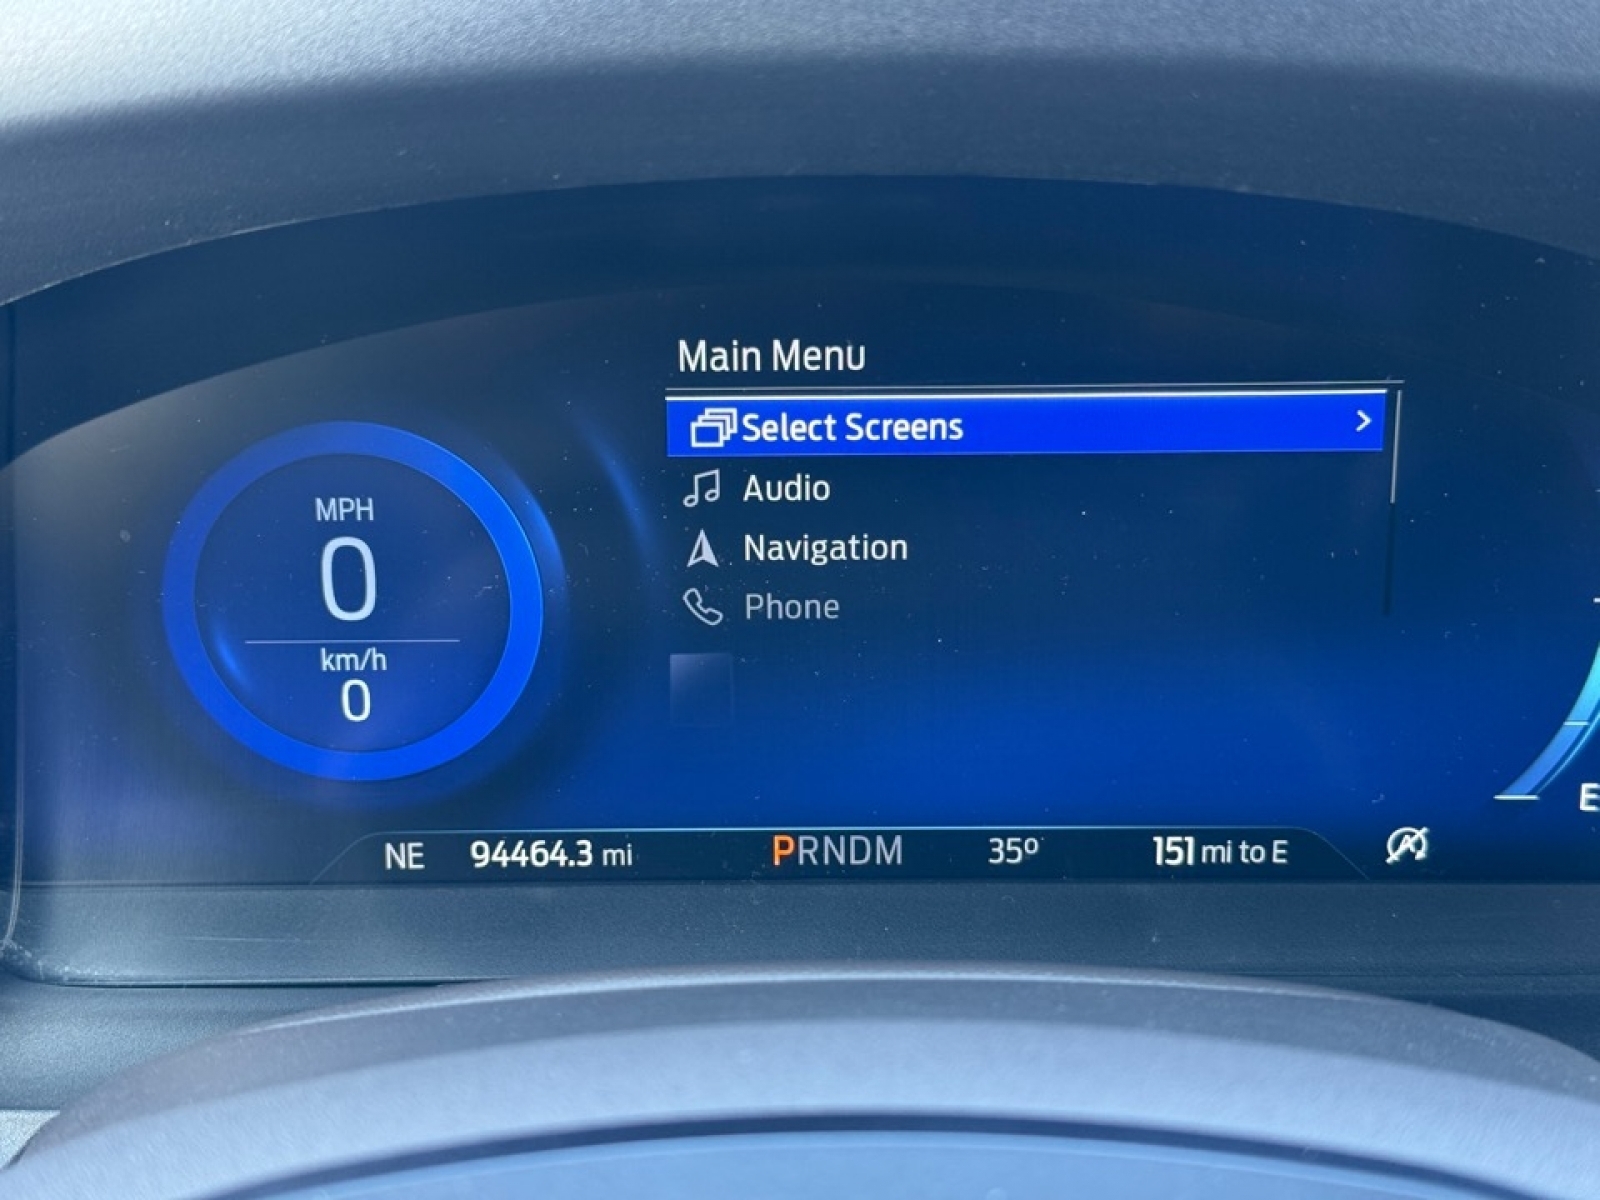 Main Menu
Select Screens
Audio
Navigation
Phone
MPH
0
km/h
0
NE 94464.3 mi PRNDM 35º 151 mi to E
E